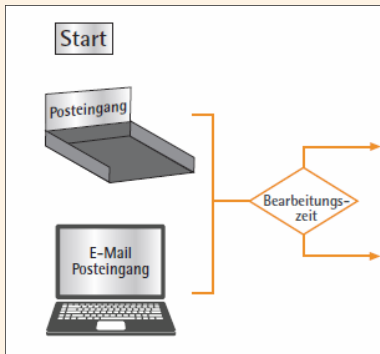 Start
Posteingang
Bearbeitungs-
zeit
E-Mail
Posteingang